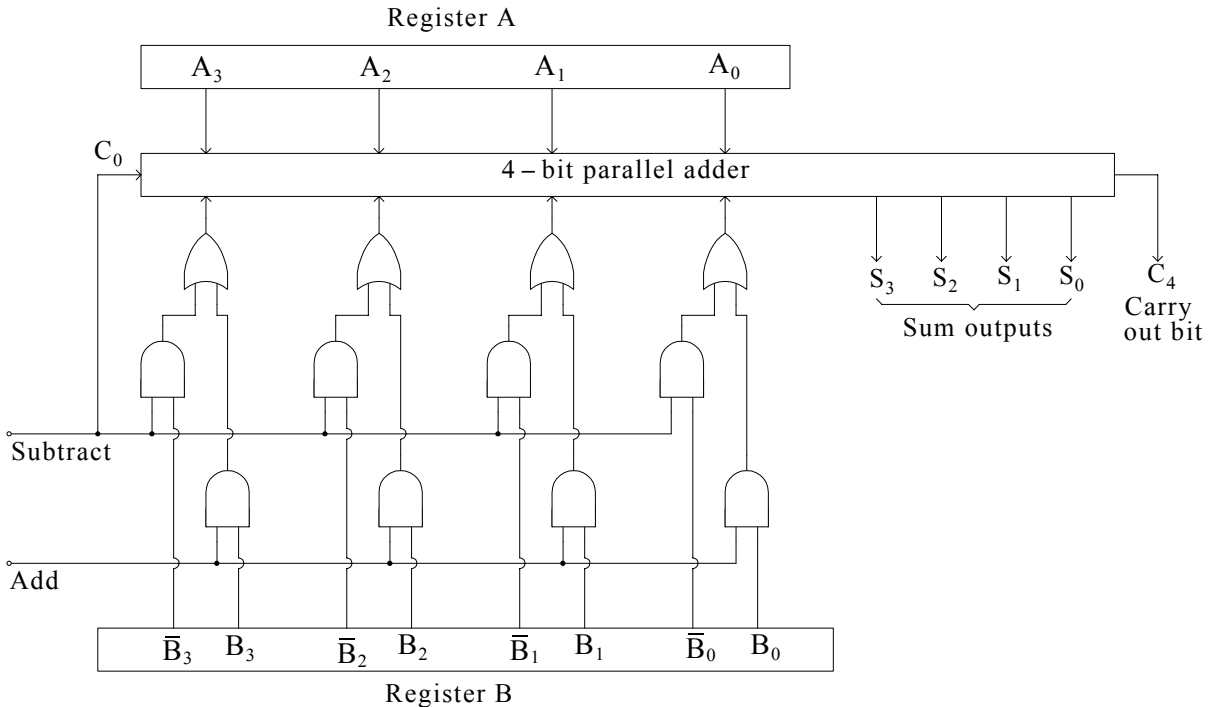 Register A
A₃ A₂ A₁ A₀
C₀
4 – bit parallel adder
S₃ S₂ S₁ S₀ C₄
Sum outputs
Carry
out bit
Subtract
Add
B̅₃ B₃ B̅₂ B₂ B̅₁ B₁ B̅₀ B₀
Register B